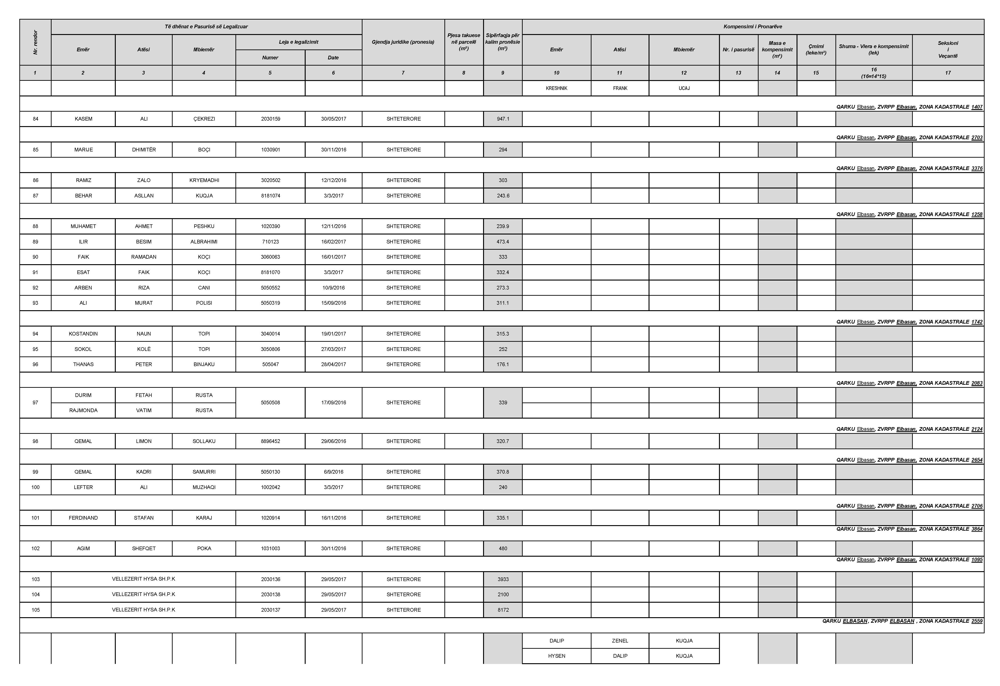 Nr. rendor
Të dhënat e Pasurisë së Legalizuar
Emër
Atësi
Mbiemër
Leja e legalizimit
Numer
Date
Gjendja juridike (pronesia)
Pjesa takuese
në parcelë
(m²)
Sipërfaqja për
kalim pronësie
(m²)
Kompensimi i Pronarëve
Emër
Atësi
Mbiemër
Nr. i pasurisë
Masa e
kompensimit
(m²)
Çmimi
(leke/m²)
Shuma - Vlera e kompensimit
(lek)
Seksioni
i
Veçantë
1 2 3 4 5 6 7 8 9 10 11 12 13 14 15 16 17
(16=14*15)
KRESHNIK FRANK UCAJ
QARKU Elbasan, ZVRPP Elbasan, ZONA KADASTRALE 1407
84 KASEM ALI ÇEKREZI 2030159 30/05/2017 SHTETERORE 947.1
QARKU Elbasan, ZVRPP Elbasan, ZONA KADASTRALE 2703
85 MARIJE DHIMITËR BOÇI 1030901 30/11/2016 SHTETERORE 294
QARKU Elbasan, ZVRPP Elbasan, ZONA KADASTRALE 3376
86 RAMIZ ZALO KRYEMADHI 3020502 12/12/2016 SHTETERORE 303
87 BEHAR ASLLAN KUQJA 8181074 3/3/2017 SHTETERORE 243.6
QARKU Elbasan, ZVRPP Elbasan, ZONA KADASTRALE 1258
88 MUHAMET AHMET PESHKU 1020390 12/11/2016 SHTETERORE 239.9
89 ILIR BESIM ALBRAHIMI 710123 16/02/2017 SHTETERORE 473.4
90 FAIK RAMADAN KOÇI 3060063 16/01/2017 SHTETERORE 333
91 ESAT FAIK KOÇI 8181070 3/3/2017 SHTETERORE 332.4
92 ARBEN RIZA CANI 5050552 10/9/2016 SHTETERORE 273.3
93 ALI MURAT POLISI 5050319 15/09/2016 SHTETERORE 311.1
QARKU Elbasan, ZVRPP Elbasan, ZONA KADASTRALE 1742
94 KOSTANDIN NAUN TOPI 3040014 19/01/2017 SHTETERORE 315.3
95 SOKOL KOLË TOPI 3050806 27/03/2017 SHTETERORE 252
96 THANAS PETER BINJAKU 505047 28/04/2017 SHTETERORE 176.1
QARKU Elbasan, ZVRPP Elbasan, ZONA KADASTRALE 2083
DURIM FETAH RUSTA
97 5050508 17/09/2016 SHTETERORE 339
RAJMONDA VATIM RUSTA
QARKU Elbasan, ZVRPP Elbasan, ZONA KADASTRALE 2124
98 QEMAL LIMON SOLLAKU 8896452 29/06/2016 SHTETERORE 320.7
QARKU Elbasan, ZVRPP Elbasan, ZONA KADASTRALE 2654
99 QEMAL KADRI SAMURRI 5050130 6/9/2016 SHTETERORE 370.8
100 LEFTER ALI MUZHAQI 1002042 3/3/2017 SHTETERORE 240
QARKU Elbasan, ZVRPP Elbasan, ZONA KADASTRALE 2706
101 FERDINAND STAFAN KARAJ 1020914 16/11/2016 SHTETERORE 335.1
QARKU Elbasan, ZVRPP Elbasan, ZONA KADASTRALE 3864
102 AGIM SHEFQET POKA 1031003 30/11/2016 SHTETERORE 480
QARKU Elbasan, ZVRPP Elbasan, ZONA KADASTRALE 1095
103 VELLEZERIT HYSA SH.P.K 2030136 29/05/2017 SHTETERORE 3933
104 VELLEZERIT HYSA SH.P.K 2030138 29/05/2017 SHTETERORE 2100
105 VELLEZERIT HYSA SH.P.K 2030137 29/05/2017 SHTETERORE 8172
QARKU ELBASAN, ZVRPP ELBASAN , ZONA KADASTRALE 2559
DALIP ZENEL KUQJA
HYSEN DALIP KUQJA